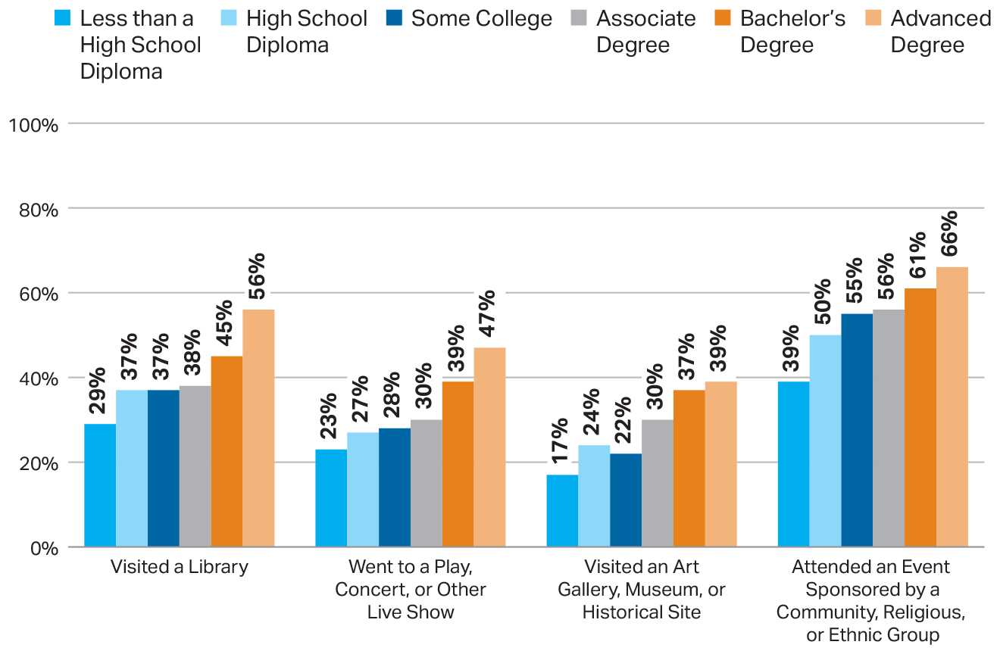 Less than a
High School
Diploma
High School
Diploma
Some College
Associate
Degree
Bachelor’s
Degree
Advanced
Degree
100%
80%
60%
40%
20%
0%
29%
37%
37%
38%
45%
56%
23%
27%
28%
30%
39%
47%
17%
24%
22%
30%
37%
39%
39%
50%
55%
56%
61%
66%
Visited a Library
Went to a Play,
Concert, or Other
Live Show
Visited an Art
Gallery, Museum, or
Historical Site
Attended an Event
Sponsored by a
Community, Religious,
or Ethnic Group